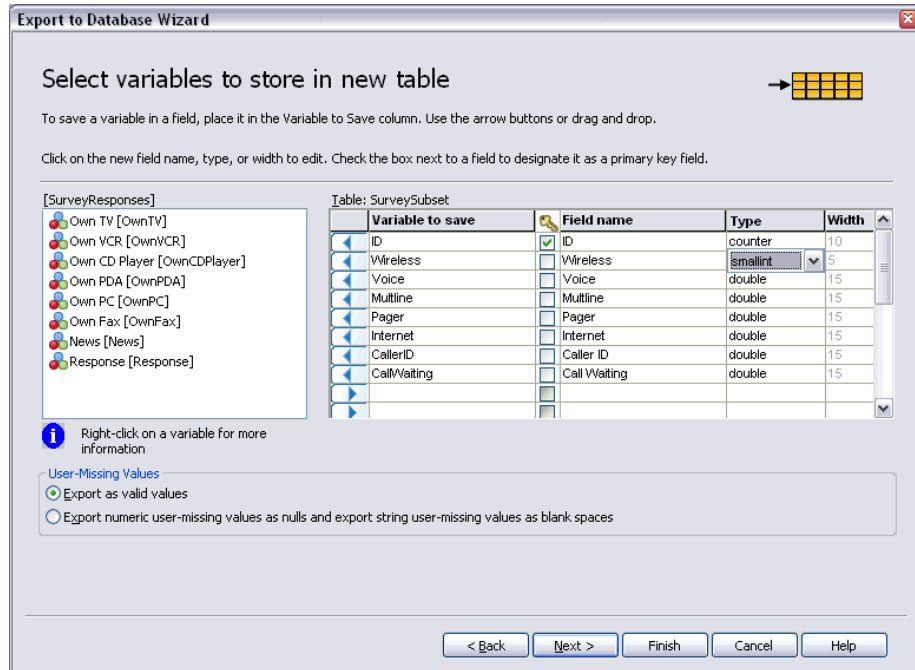 Export to Database Wizard
Select variables to store in new table
To save a variable in a field, place it in the Variable to Save column. Use the arrow buttons or drag and drop.
Click on the new field name, type, or width to edit. Check the box next to a field to designate it as a primary key field.
[SurveyResponses]
Own TV [OwnTV]
Own VCR [OwnVCR]
Own CD Player [OwnCDPlayer]
Own PDA [OwnPDA]
Own PC [OwnPC]
Own Fax [OwnFax]
News [News]
Response [Response]
Right-click on a variable for more
information
Table: SurveySubset
Variable to save Field name Type Width
ID ID counter 10
Wireless Wireless smallint 5
Voice Voice double 15
Multline Multline double 15
Pager Pager double 15
Internet Internet double 15
CallerID Caller ID double 15
CallWaiting Call Waiting double 15
User-Missing Values
Export as valid values
Export numeric user-missing values as nulls and export string user-missing values as blank spaces
< Back Next > Finish Cancel Help